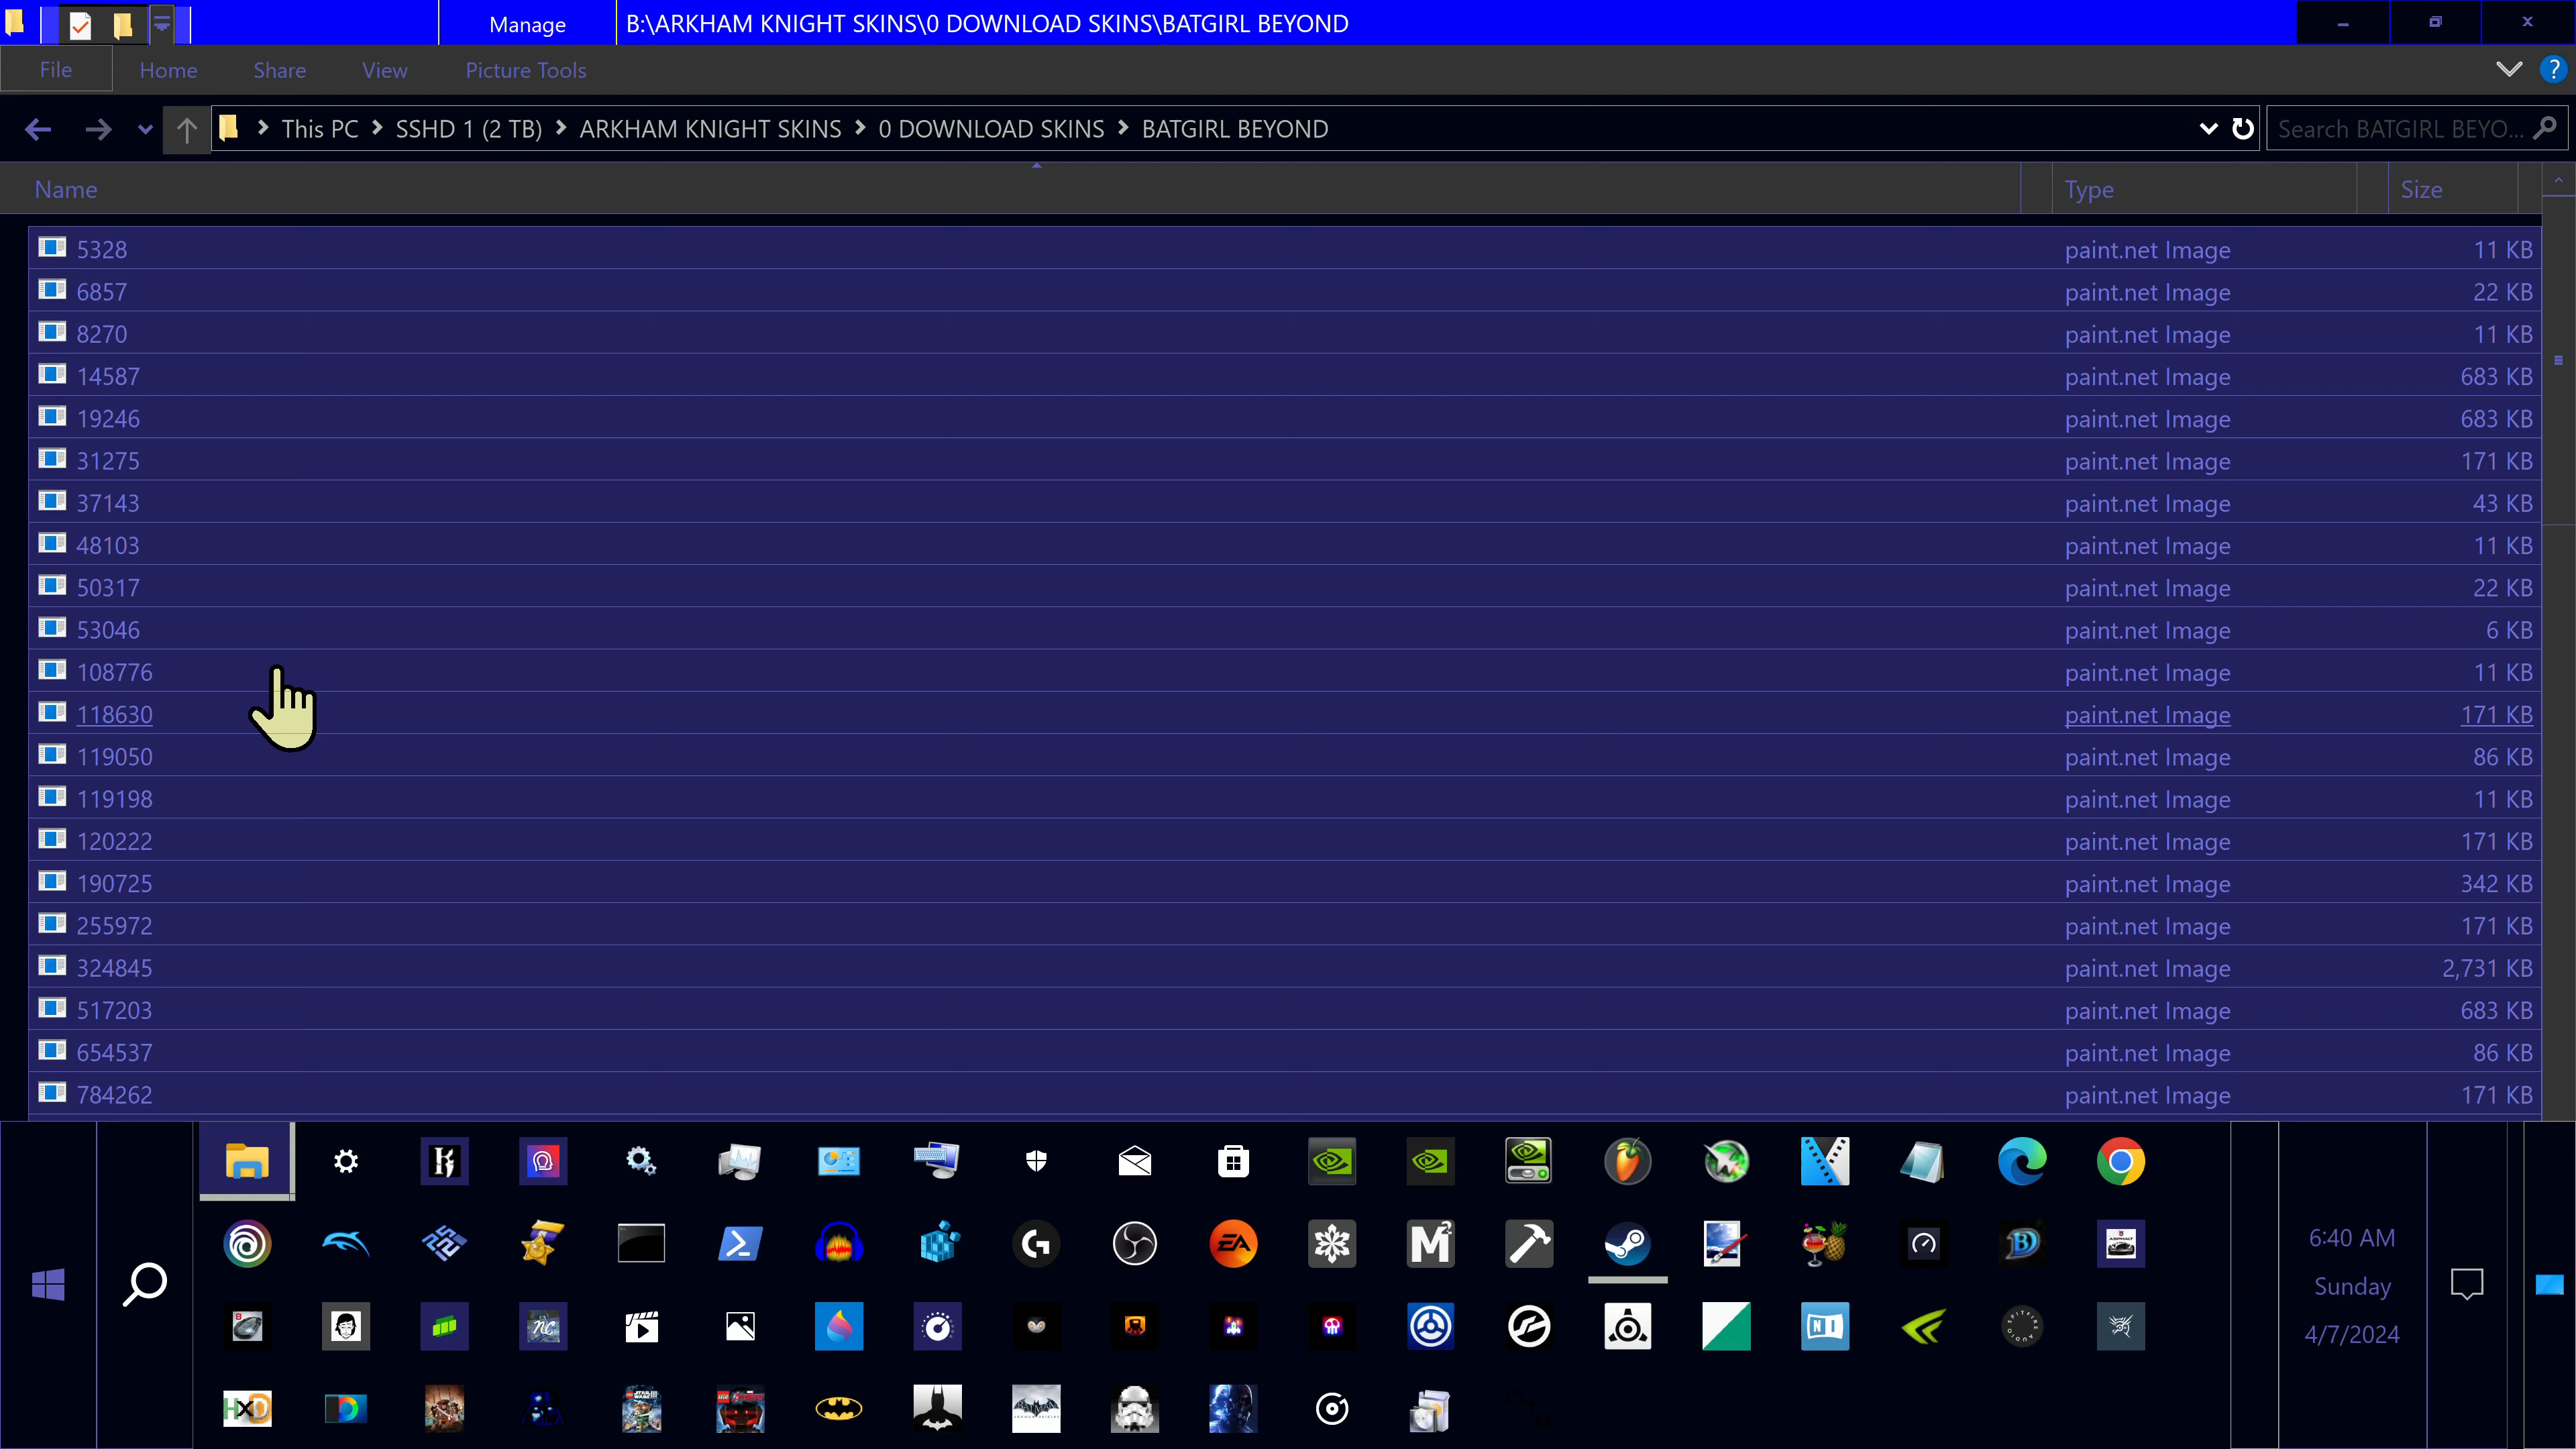 Manage
B:\ARKHAM KNIGHT SKINS\0 DOWNLOAD SKINS\BATGIRL BEYOND
File Home Share View Picture Tools
?
This PC SSHD 1 (2 TB) ARKHAM KNIGHT SKINS 0 DOWNLOAD SKINS BATGIRL BEYOND
Search BATGIRL BEYO...
Name Type Size
5328 paint.net Image 11 KB
6857 paint.net Image 22 KB
8270 paint.net Image 11 KB
14587 paint.net Image 683 KB
19246 paint.net Image 683 KB
31275 paint.net Image 171 KB
37143 paint.net Image 43 KB
48103 paint.net Image 11 KB
50317 paint.net Image 22 KB
53046 paint.net Image 6 KB
108776 paint.net Image 11 KB
118630 paint.net Image 171 KB
119050 paint.net Image 86 KB
119198 paint.net Image 11 KB
120222 paint.net Image 171 KB
190725 paint.net Image 342 KB
255972 paint.net Image 171 KB
324845 paint.net Image 2,731 KB
517203 paint.net Image 683 KB
654537 paint.net Image 86 KB
784262 paint.net Image 171 KB
EA M2
NI
HxD
6:40 AM
Sunday
4/7/2024